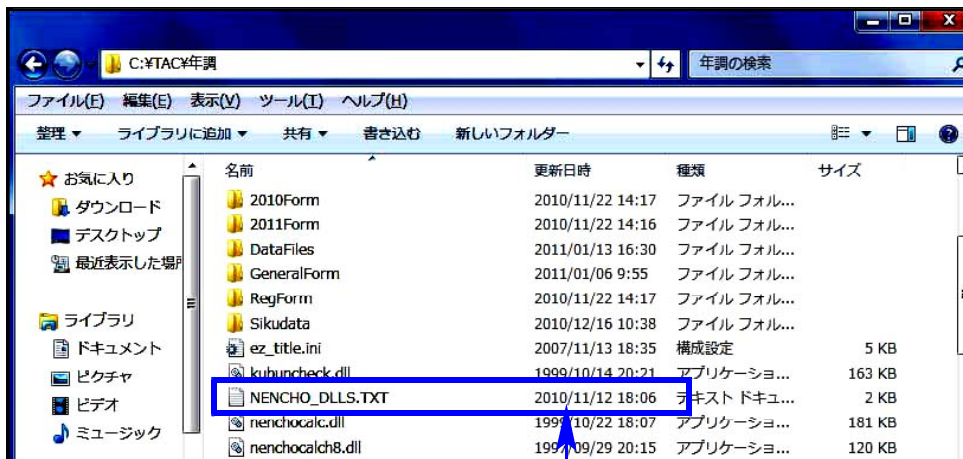 C:¥TAC¥年調
年調の検索
ファイル(F) 編集(E) 表示(V) ツール(T) ヘルプ(H)
整理 ライブラリに追加 共有 書き込む 新しいフォルダー
お気に入り
ダウンロード
デスクトップ
最近表示した場所
ライブラリ
ドキュメント
ピクチャ
ビデオ
ミュージック
名前 更新日時 種類 サイズ
2010Form 2010/11/22 14:17 ファイル フォル...
2011Form 2010/11/22 14:16 ファイル フォル...
DataFiles 2011/01/13 16:30 ファイル フォル...
GeneralForm 2011/01/06 9:55 ファイル フォル...
RegForm 2010/11/22 14:17 ファイル フォル...
Sikudata 2010/12/16 10:38 ファイル フォル...
ez_title.ini 2007/11/13 18:35 構成設定 5 KB
kubuncheck.dll 1999/10/14 20:21 アプリケーショ... 163 KB
NENCHO_DLLS.TXT 2010/11/12 18:06 テキスト ドキュ... 2 KB
nenchocalc.dll 1999/10/22 18:07 アプリケーショ... 181 KB
nenchocalch8.dll 1997/09/29 20:15 アプリケーショ... 120 KB